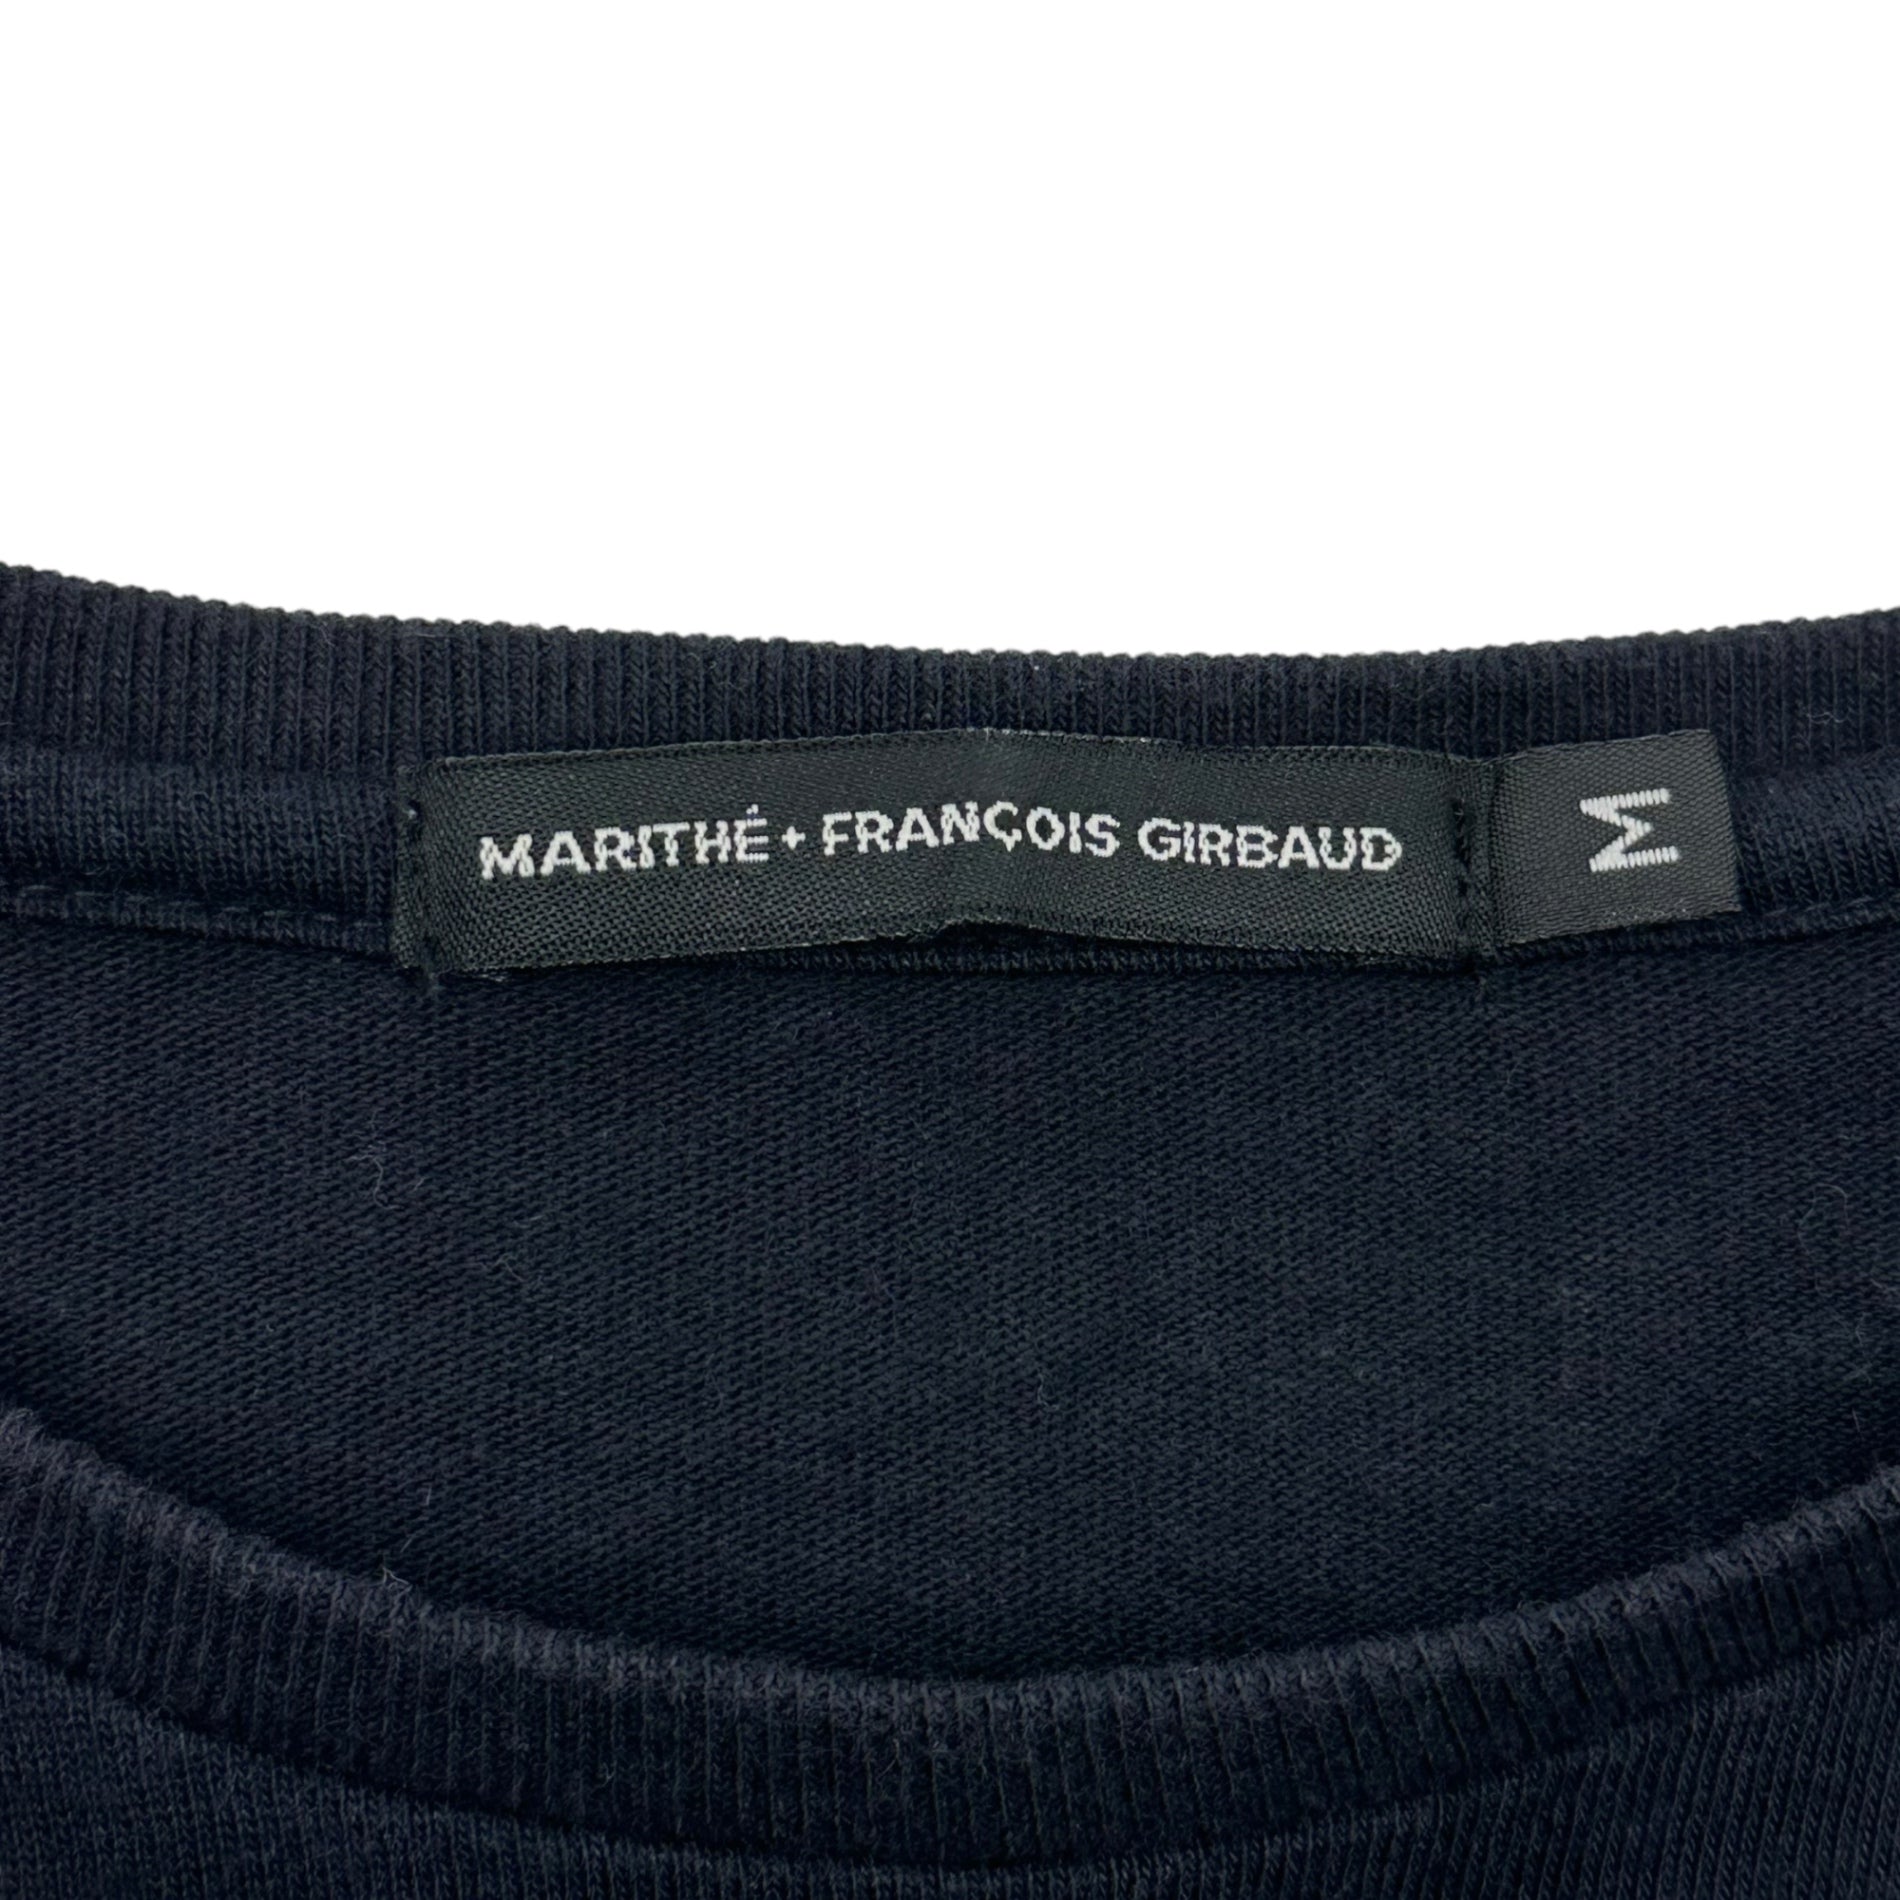 MARITHÉ + FRANÇOIS GIRBAUD
M